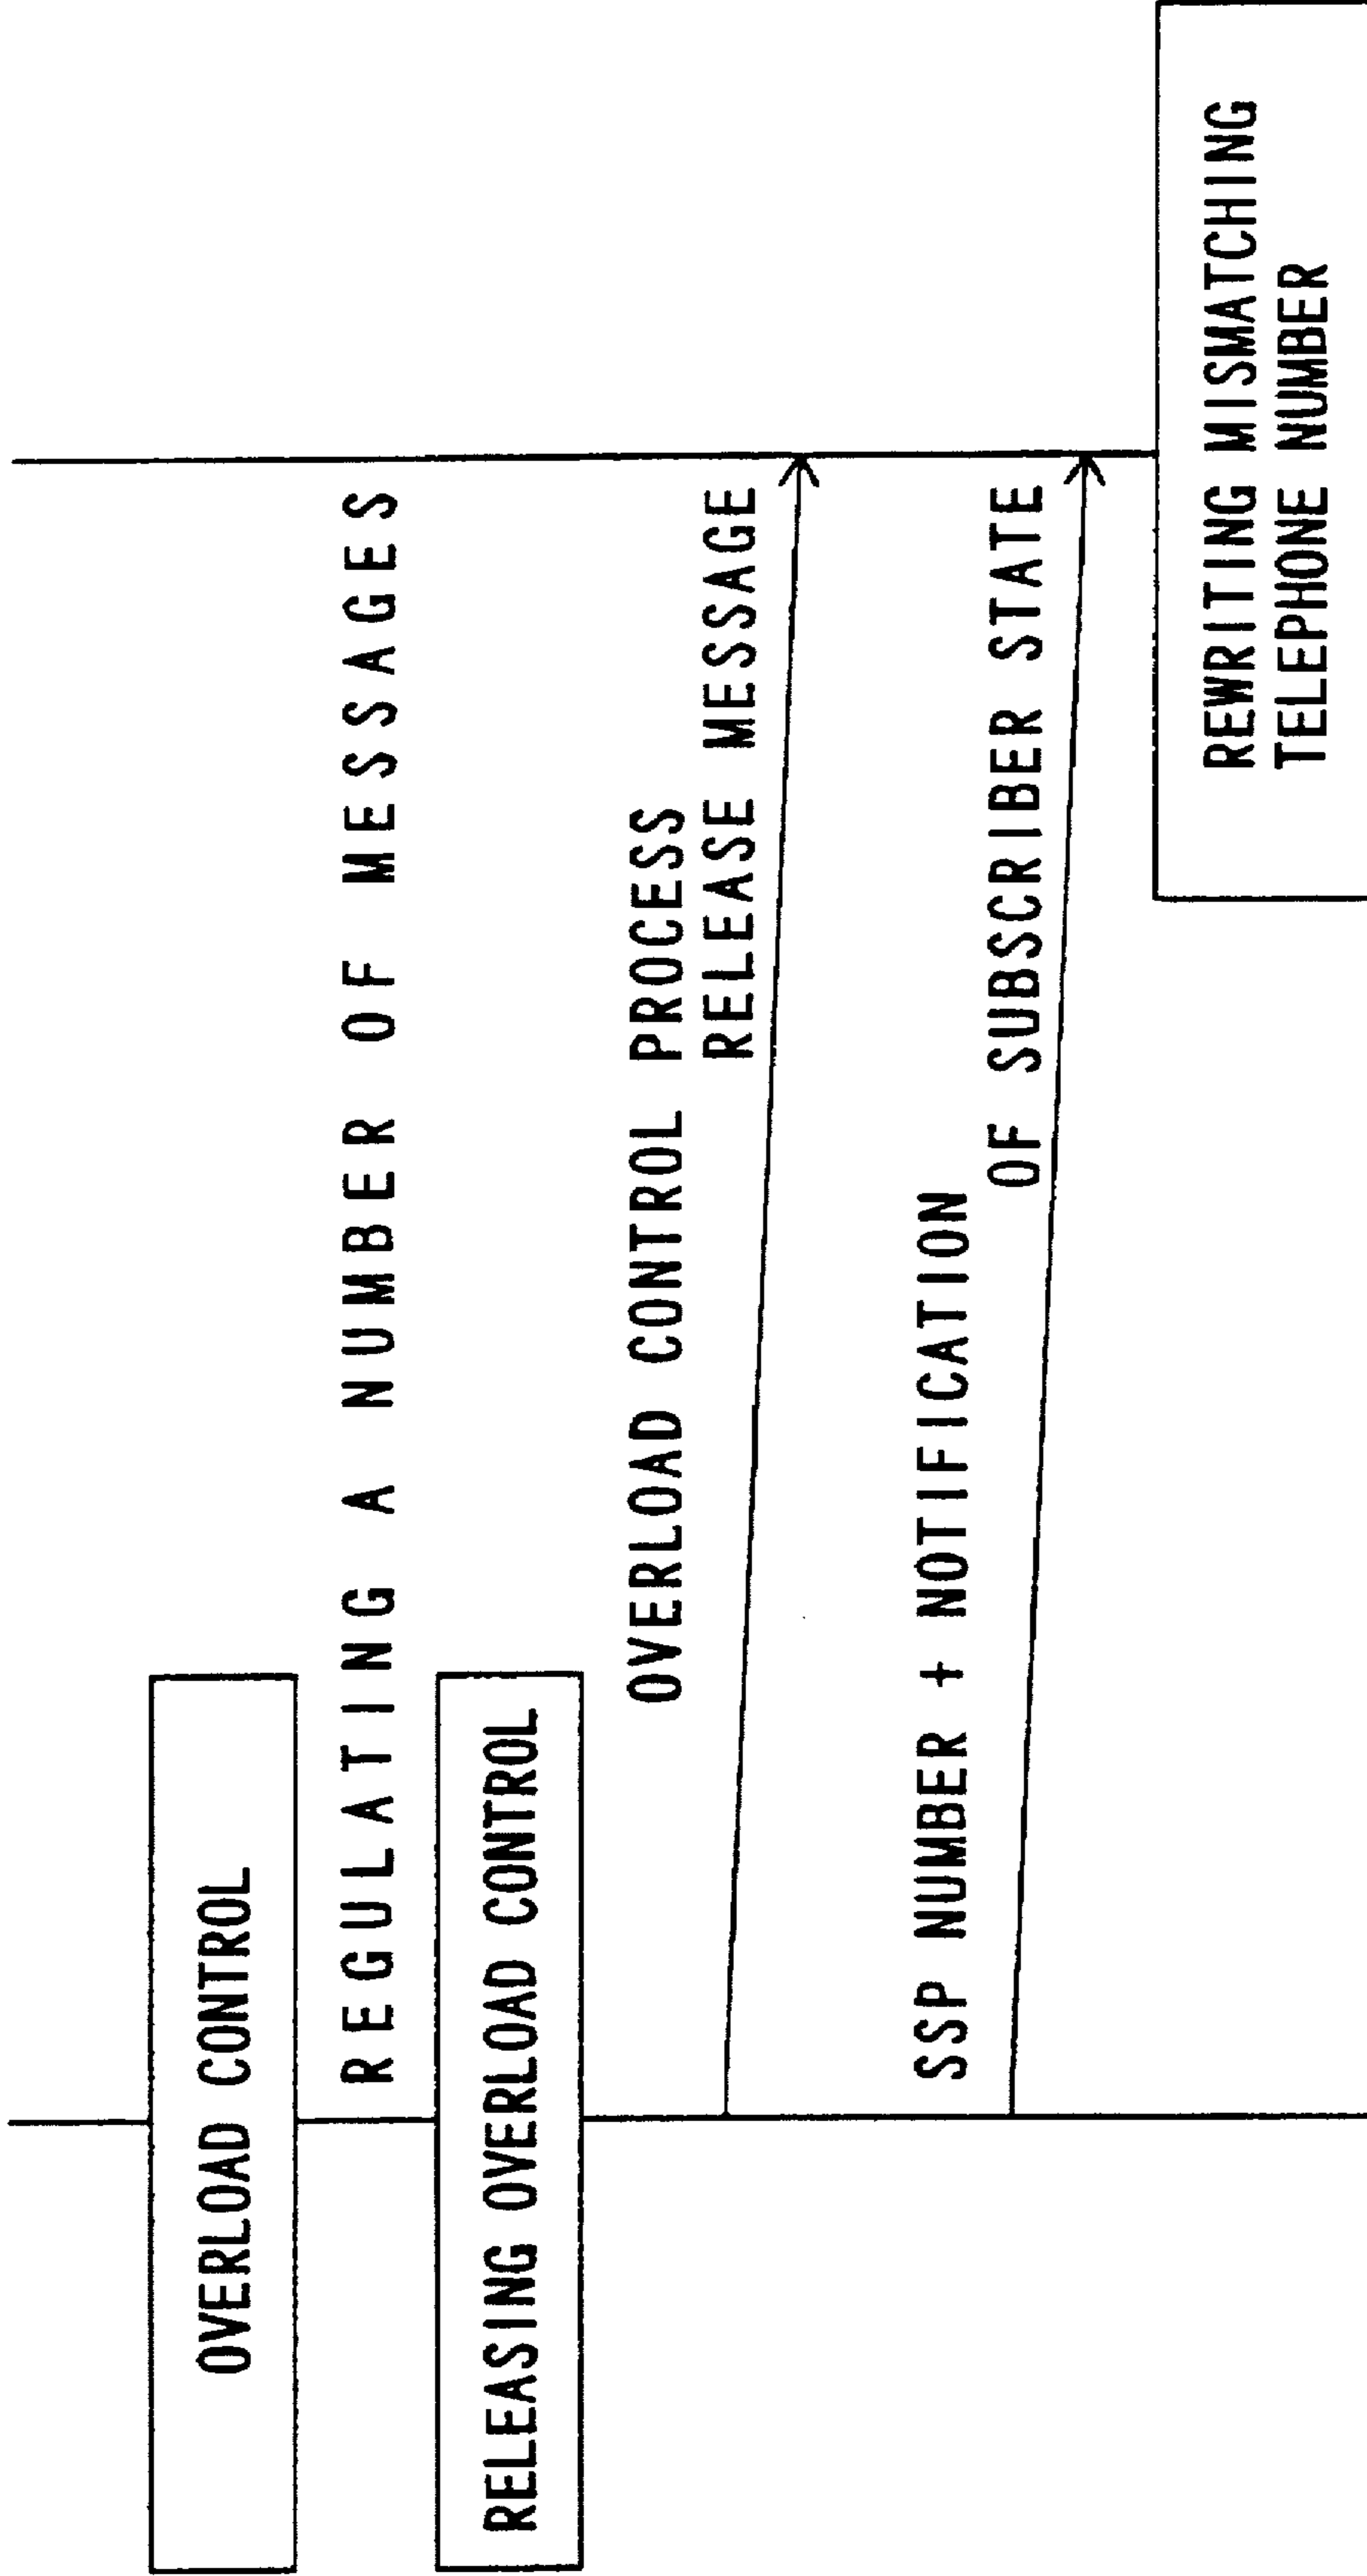 OVERLOAD CONTROL
REGULATING A NUMBER OF MESSAGES
RELEASING OVERLOAD CONTROL
OVERLOAD CONTROL PROCESS
RELEASE MESSAGE
SSP NUMBER + NOTIFICATION
OF SUBSCRIBER STATE
REWRITING MISMATCHING
TELEPHONE NUMBER